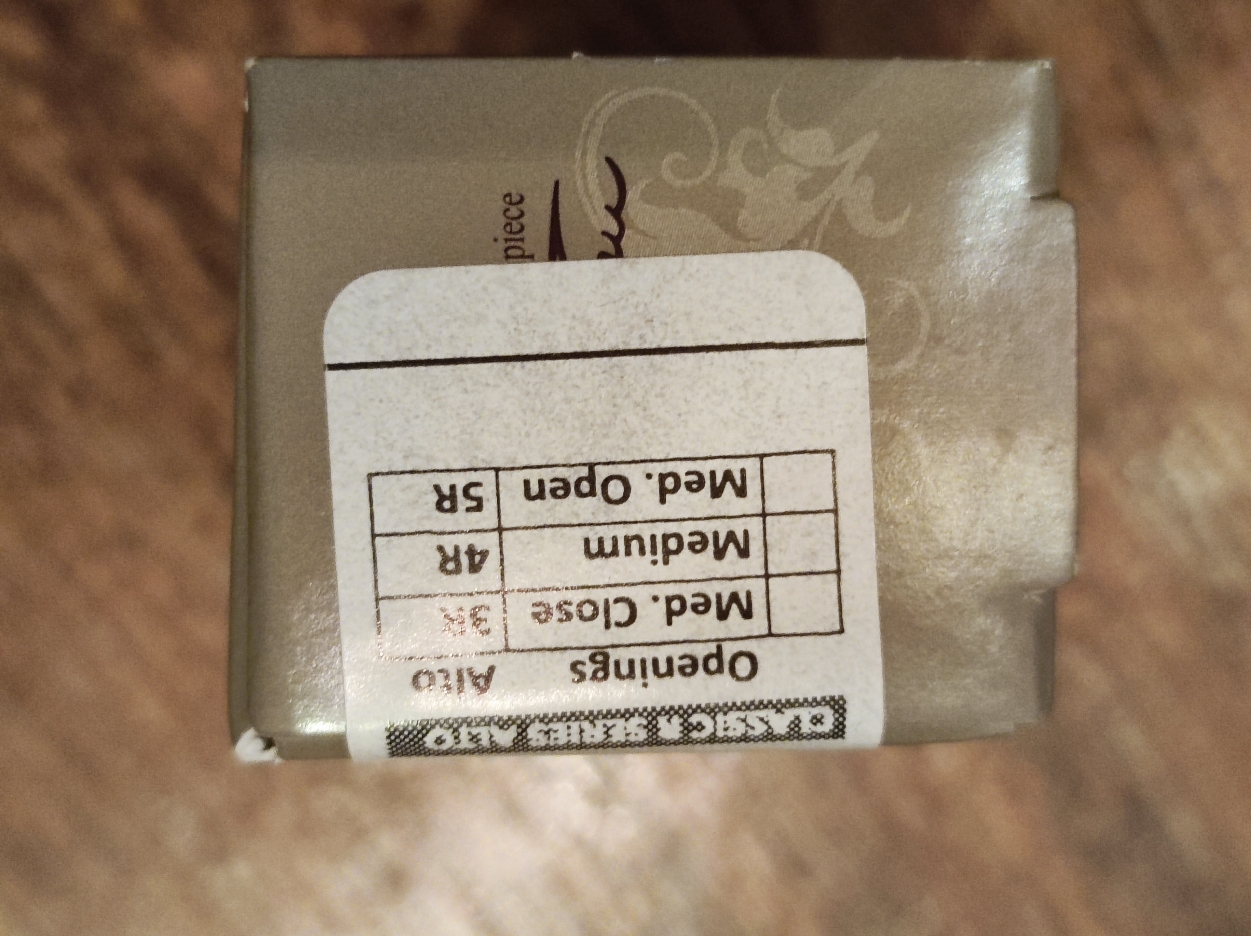 CLASSIC & SERIES ALTO
Openings Alto
Med. Close 3R
Medium 4R
Med. Open 5R
piece